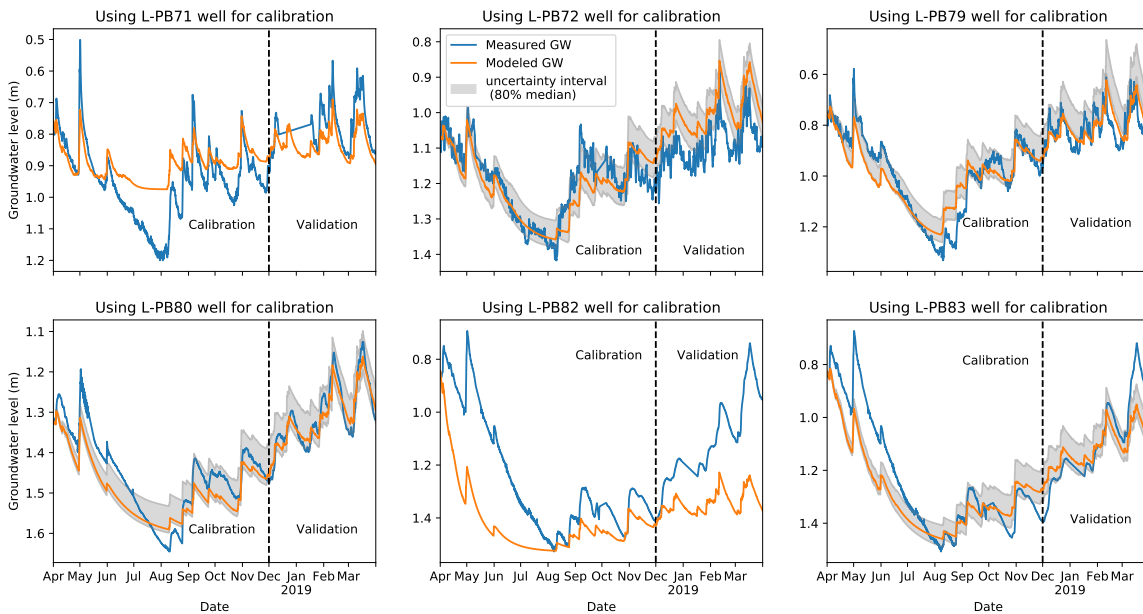 Using L-PB71 well for calibration
Using L-PB72 well for calibration
Using L-PB79 well for calibration
Groundwater level (m)
0.5
0.6
0.7
0.8
0.9
1.0
1.1
1.2
Calibration
Validation
0.8
0.9
1.0
1.1
1.2
1.3
1.4
Measured GW
Modeled GW
uncertainty interval
(80% median)
Calibration
Validation
0.6
0.8
1.0
1.2
Calibration
Validation
Using L-PB80 well for calibration
Using L-PB82 well for calibration
Using L-PB83 well for calibration
Groundwater level (m)
1.1
1.2
1.3
1.4
1.5
1.6
Calibration
Validation
Apr May Jun Jul Aug Sep Oct Nov Dec Jan Feb Mar
2019
Date
0.8
1.0
1.2
1.4
Calibration
Validation
Apr May Jun Jul Aug Sep Oct Nov Dec Jan Feb Mar
2019
Date
0.8
1.0
1.2
1.4
Calibration
Validation
Apr May Jun Jul Aug Sep Oct Nov Dec Jan Feb Mar
2019
Date